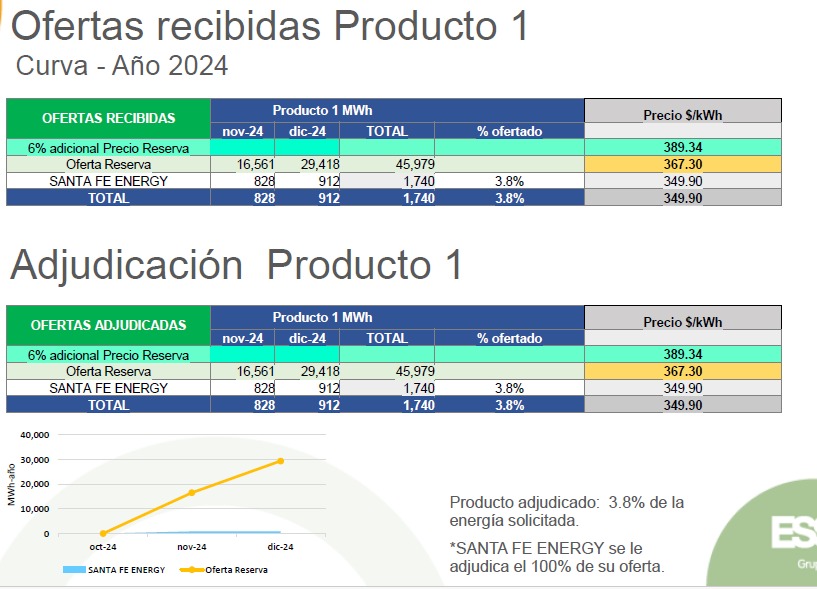 Ofertas recibidas Producto 1
Curva - Año 2024
OFERTAS RECIBIDAS Producto 1 MWh Precio $/kWh
nov-24 dic-24 TOTAL % ofertado
6% adicional Precio Reserva 389.34
Oferta Reserva 16,561 29,418 45,979 367.30
SANTA FE ENERGY 828 912 1,740 3.8% 349.90
TOTAL 828 912 1,740 3.8% 349.90
Adjudicación Producto 1
OFERTAS ADJUDICADAS Producto 1 MWh Precio $/kWh
nov-24 dic-24 TOTAL % ofertado
6% adicional Precio Reserva 389.34
Oferta Reserva 16,561 29,418 45,979 367.30
SANTA FE ENERGY 828 912 1,740 3.8% 349.90
TOTAL 828 912 1,740 3.8% 349.90
MWh-año
40,000
30,000
20,000
10,000
0
oct-24 nov-24 dic-24
SANTA FE ENERGY Oferta Reserva
Producto adjudicado: 3.8% de la
energía solicitada.
*SANTA FE ENERGY se le
adjudica el 100% de su oferta.